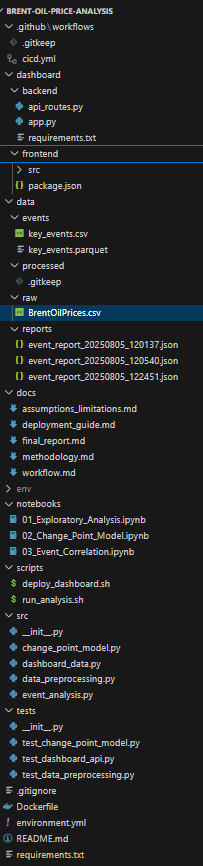 BRENT-OIL-PRICE-ANALYSIS
.github\workflows
.gitkeep
cicd.yml
dashboard
backend
api_routes.py
app.py
requirements.txt
frontend
src
package.json
data
events
key_events.csv
key_events.parquet
processed
.gitkeep
raw
BrentOilPrices.csv
reports
event_report_20250805_120137.json
event_report_20250805_120540.json
event_report_20250805_122451.json
docs
assumptions_limitations.md
deployment_guide.md
final_report.md
methodology.md
workflow.md
env
notebooks
01_Exploratory_Analysis.ipynb
02_Change_Point_Model.ipynb
03_Event_Correlation.ipynb
scripts
deploy_dashboard.sh
run_analysis.sh
src
__init__.py
change_point_model.py
dashboard_data.py
data_preprocessing.py
event_analysis.py
tests
__init__.py
test_change_point_model.py
test_dashboard_api.py
test_data_preprocessing.py
.gitignore
Dockerfile
environment.yml
README.md
requirements.txt